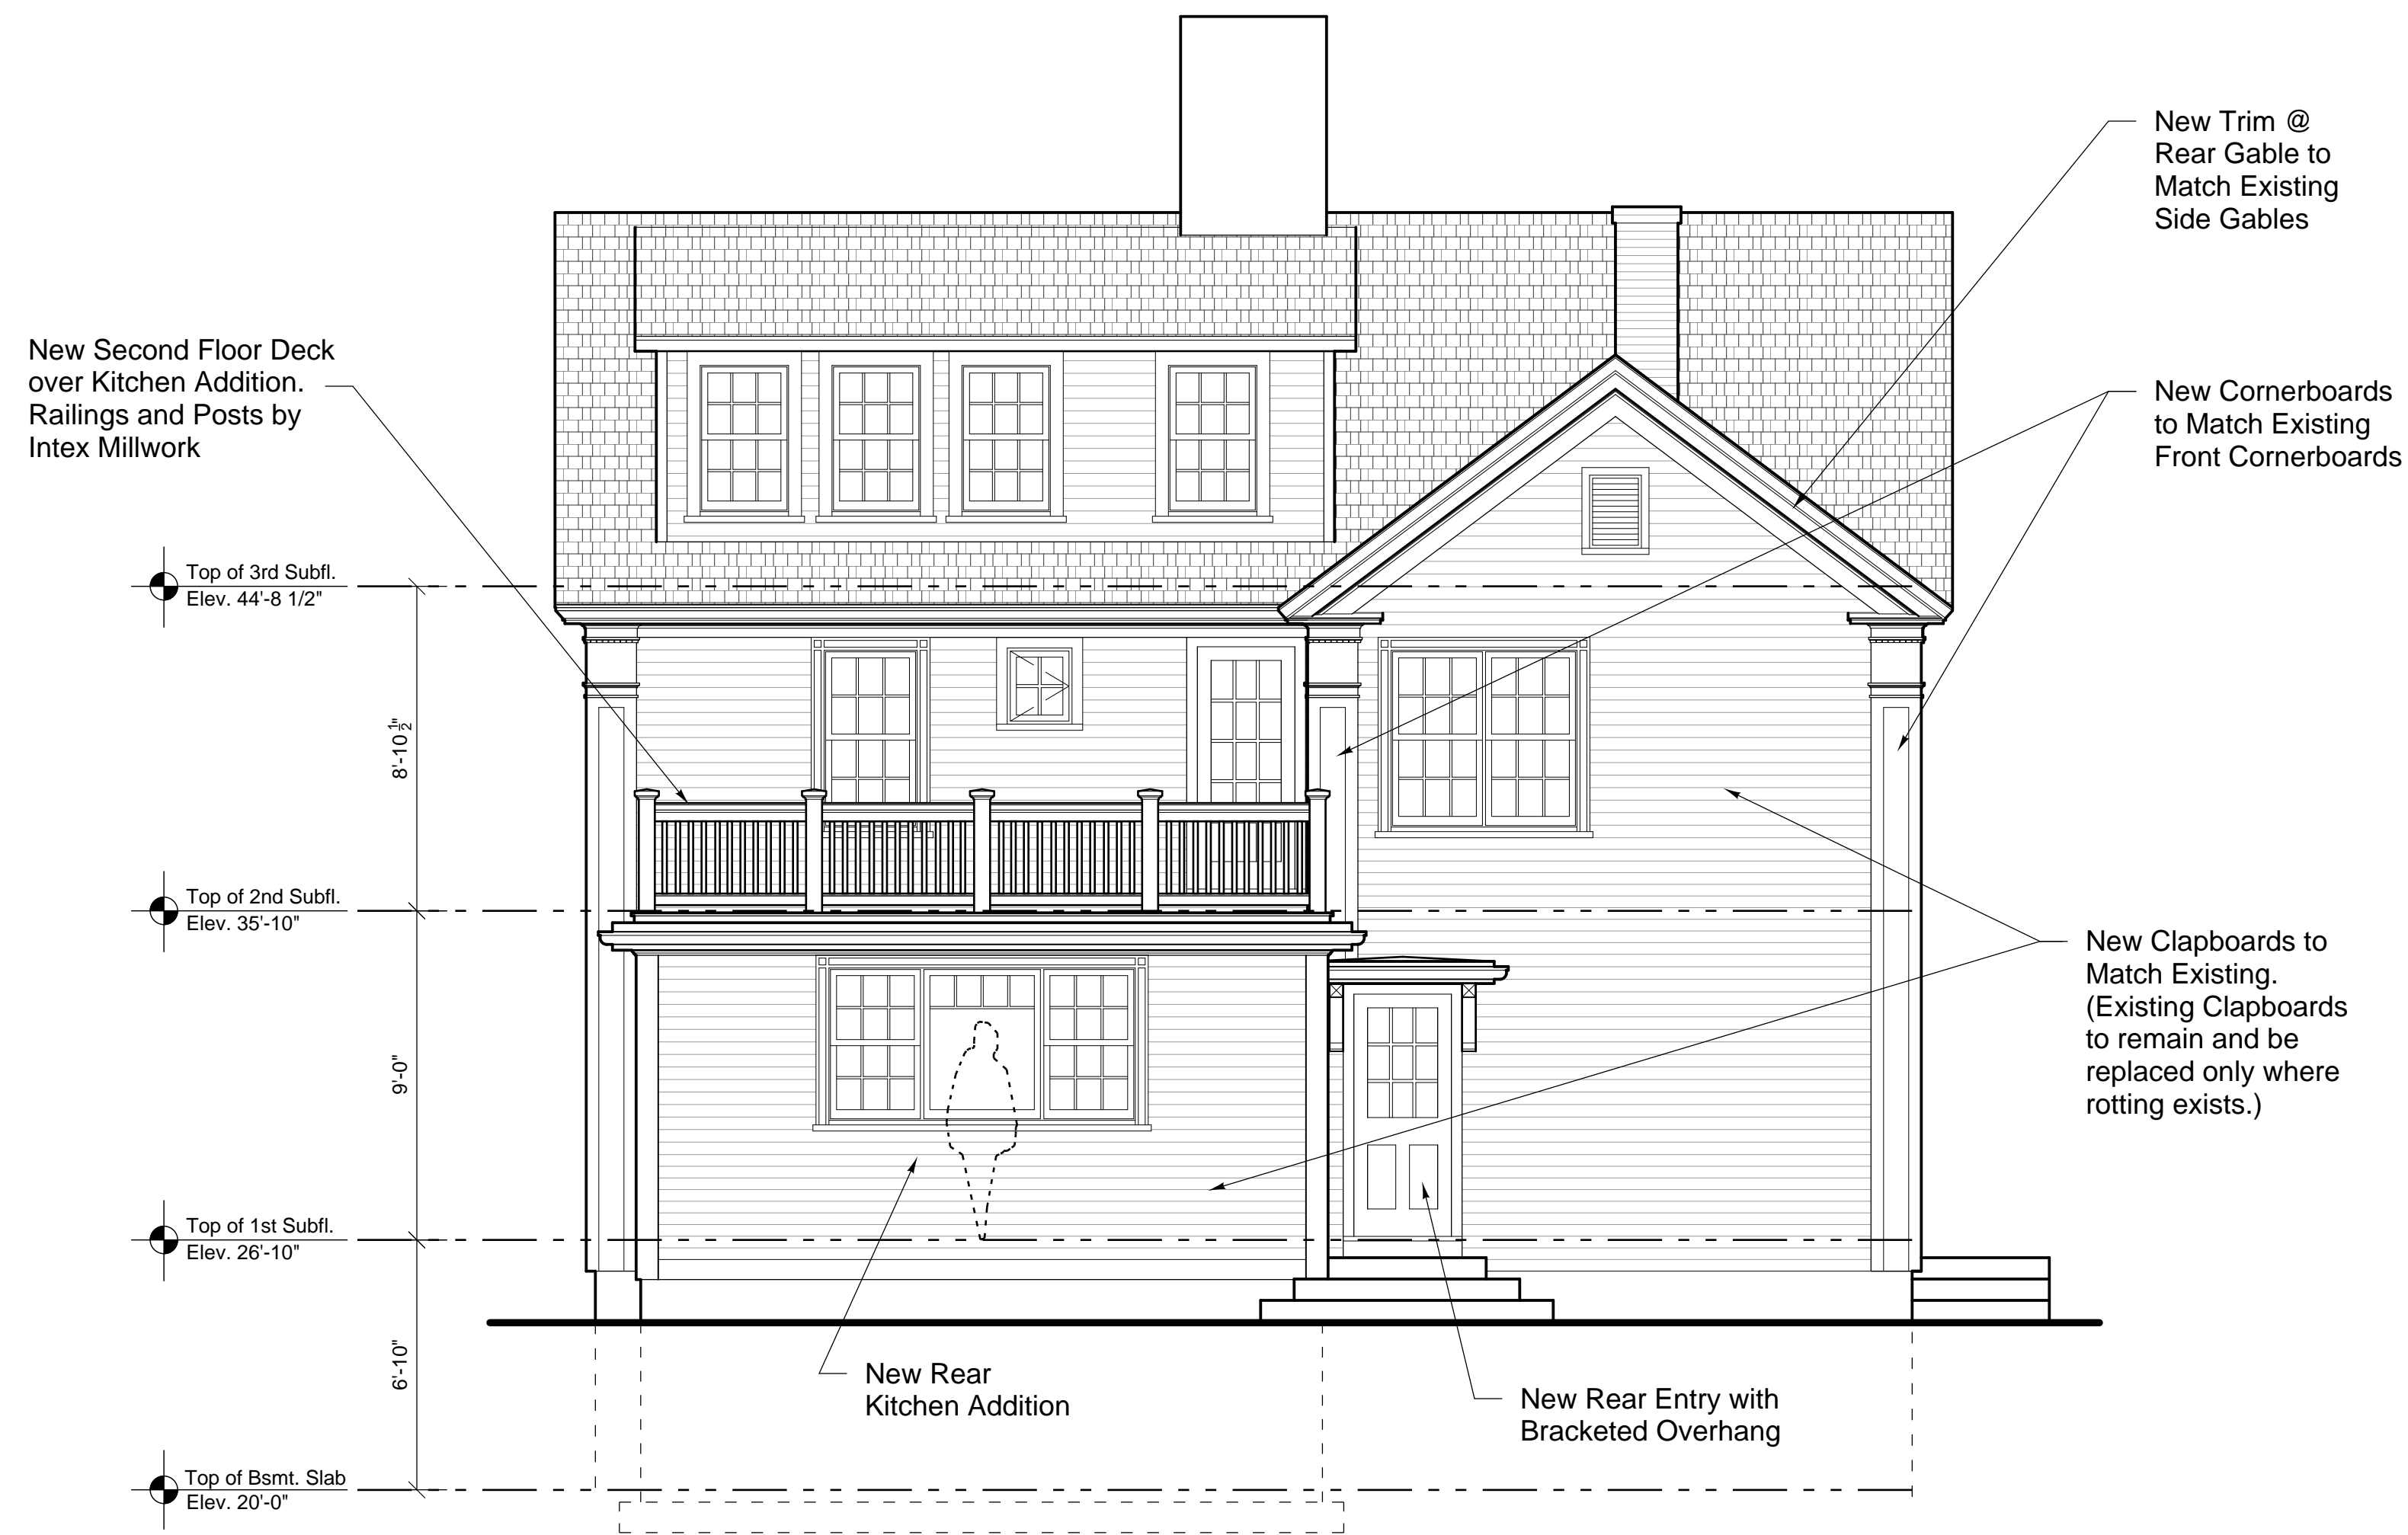 New Trim @
Rear Gable to
Match Existing
Side Gables
New Second Floor Deck
over Kitchen Addition.
Railings and Posts by
Intex Millwork
New Cornerboards
to Match Existing
Front Cornerboards
Top of 3rd Subfl.
Elev. 44'-8 1/2"
8'-10 1/2"
Top of 2nd Subfl.
Elev. 35'-10"
New Clapboards to
Match Existing.
(Existing Clapboards
to remain and be
replaced only where
rotting exists.)
9'-0"
Top of 1st Subfl.
Elev. 26'-10"
6'-10"
New Rear
Kitchen Addition
New Rear Entry with
Bracketed Overhang
Top of Bsmt. Slab
Elev. 20'-0"